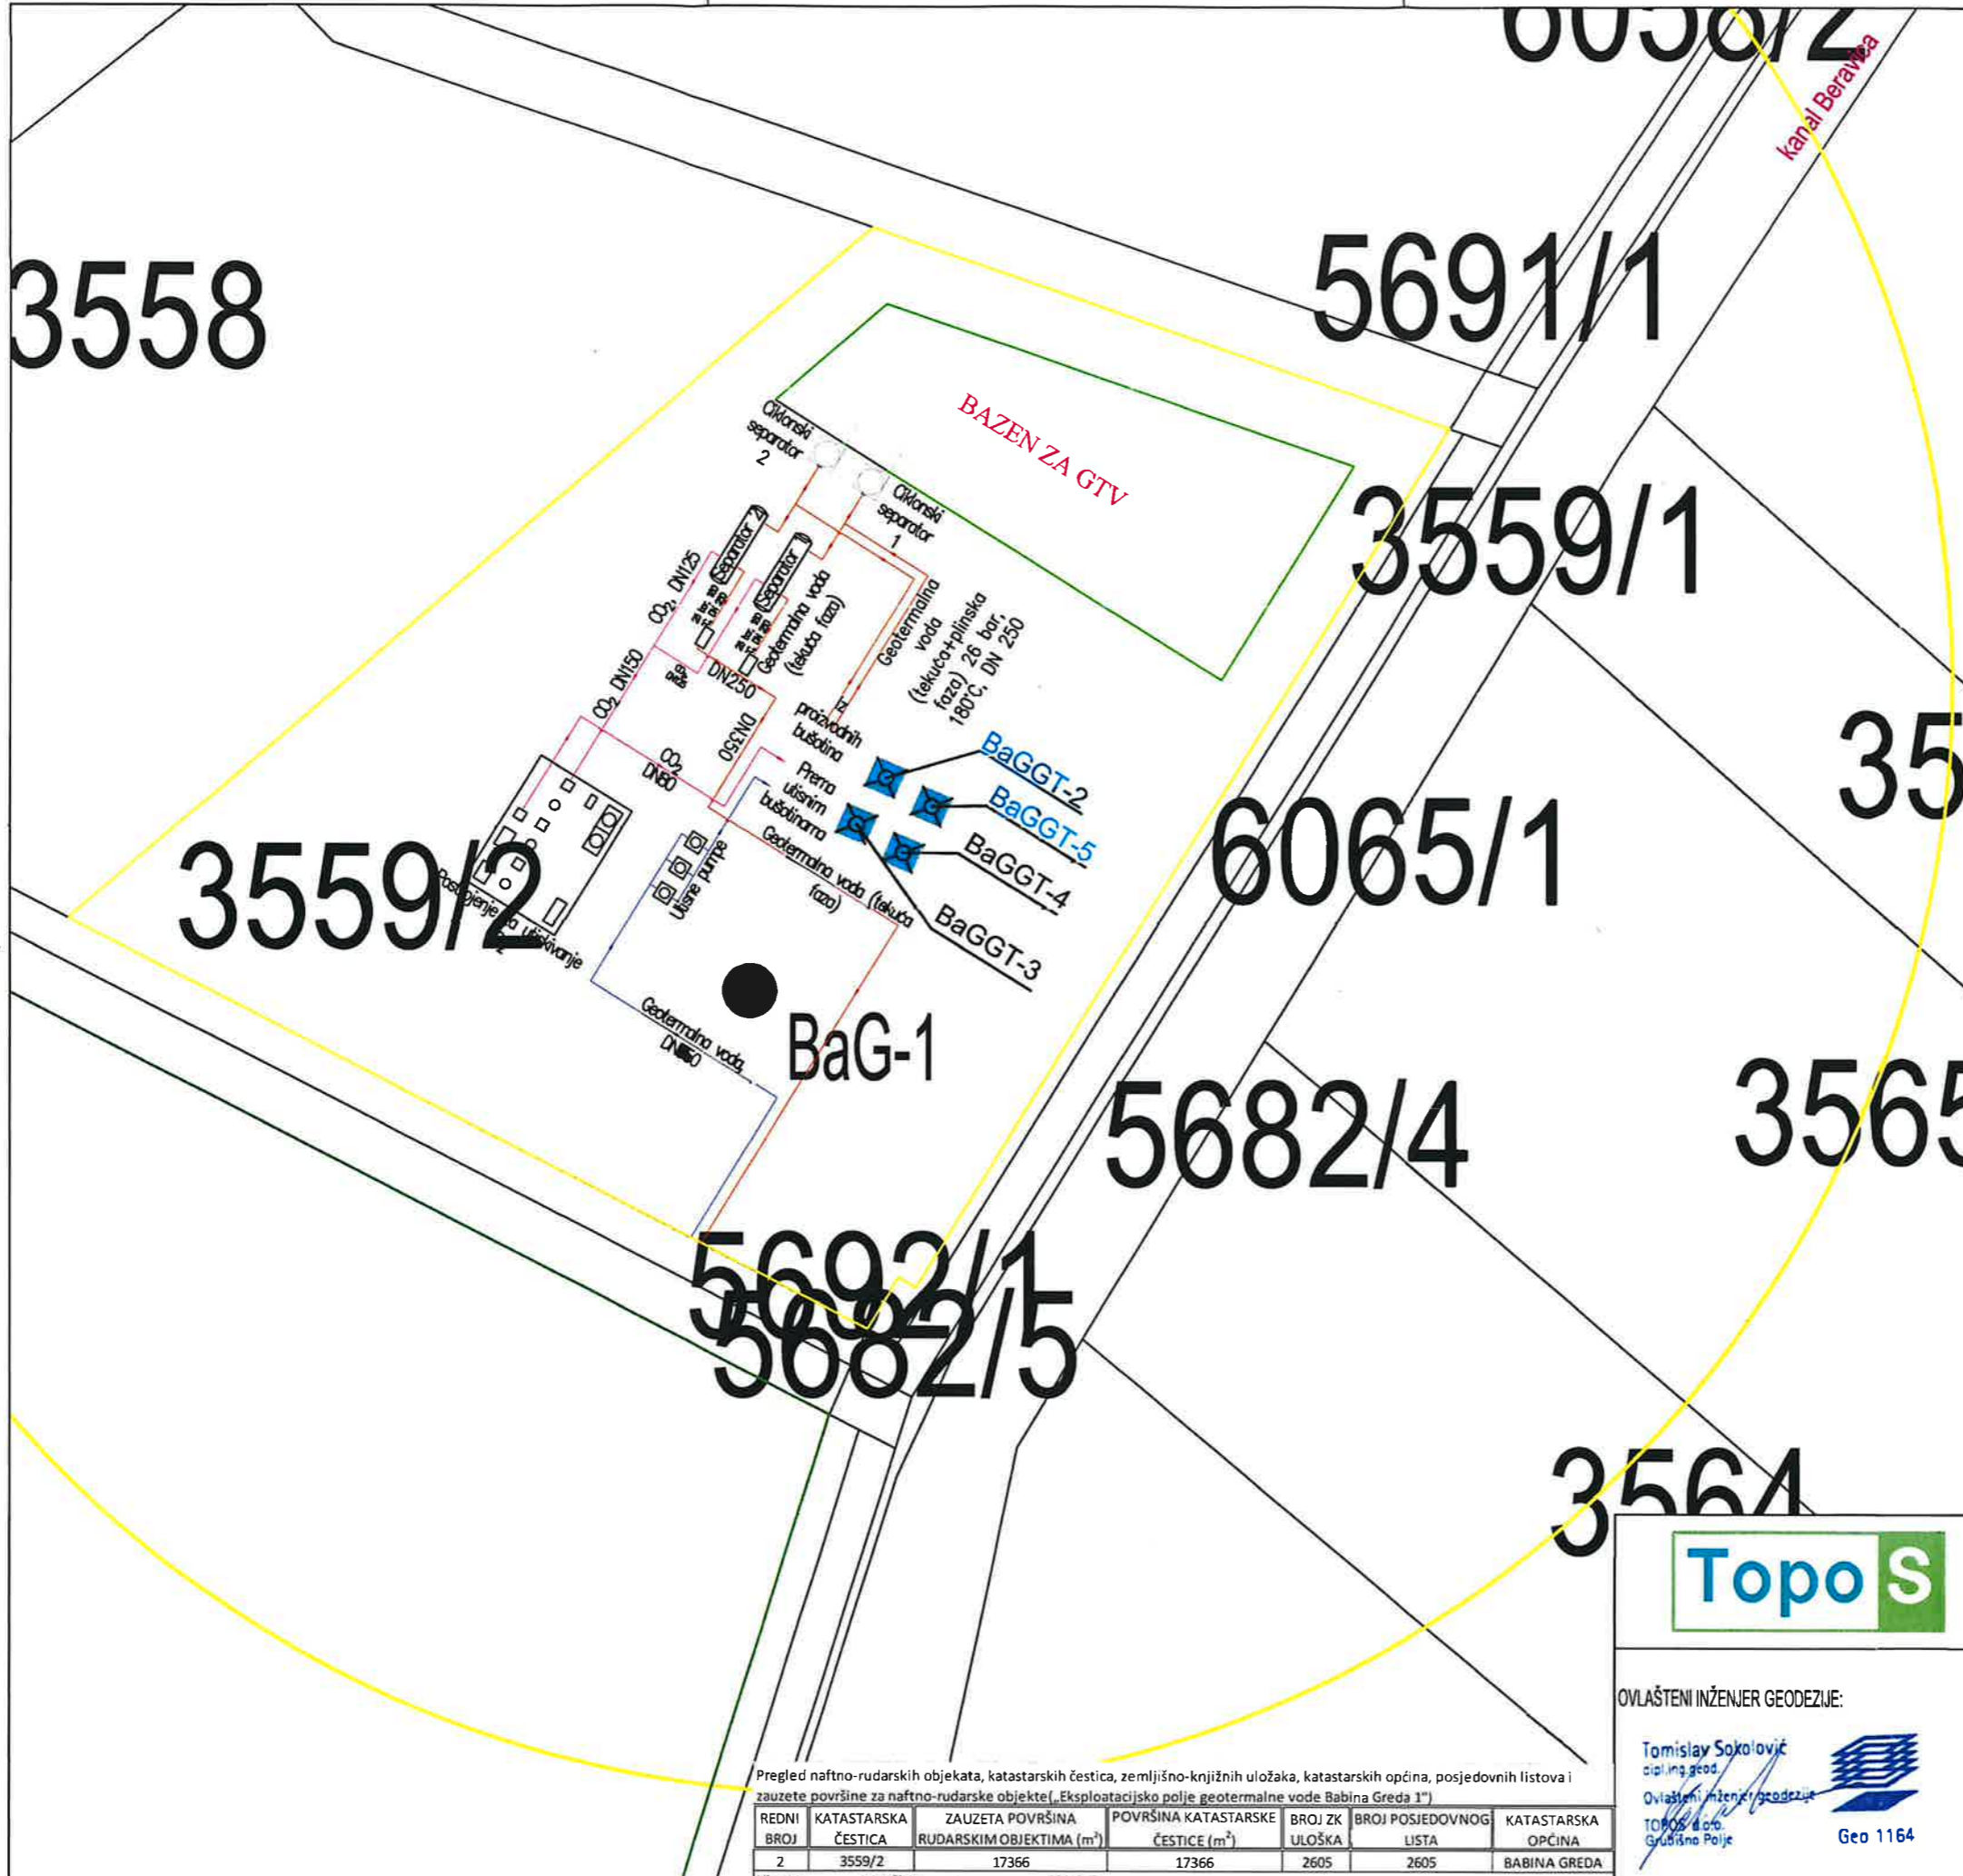 6058/2
kanal Beravica
5691/1
3558
BAZEN ZA GTV
Ciklonski
separator
2
Ciklonski
separator
1
3559/1
Separator 2
Separator
CO2, DN125
Geotermalna voda
(tekuća faza)
Geotermalna
voda
(tekuća+plinska
faza) 26 bar,
180°C, DN 250
CO2 DN150
DN250
DN350
Iz
proizvodnih
bušotina
CO2
DN80
Prema
utisnim
bušotinama
BaGGT-2
BaGGT-5
BaGGT-4
BaGGT-3
35
6065/1
3559/2
Postrojenje za utiskivanje
Utisne pumpe
Geotermalna voda (tekuća
faza)
Geotermalna voda,
BaG-1
5682/4
3565
5692/1
5682/5
3564
Topo S
OVLAŠTENI INŽENJER GEODEZIJE:
Tomislav Sokolović
dipl.ing.geod.
Ovlašteni inženjer geodezije
TOPOS d.o.o.
Grubišno Polje
Geo 1164
Pregled naftno-rudarskih objekata, katastarskih čestica, zemljišno-knjižnih uložaka, katastarskih općina, posjedovnih listova i
zauzete površine za naftno-rudarske objekte(„Eksploatacijsko polje geotermalne vode Babina Greda 1")
REDNI BROJ KATASTARSKA ČESTICA ZAUZETA POVRŠINA RUDARSKIM OBJEKTIMA (m²) POVRŠINA KATASTARSKE ČESTICE (m²) BROJ ZK ULOŠKA BROJ POSJEDOVNOG LISTA KATASTARSKA OPĆINA
2 3559/2 17366 17366 2605 2605 BABINA GREDA